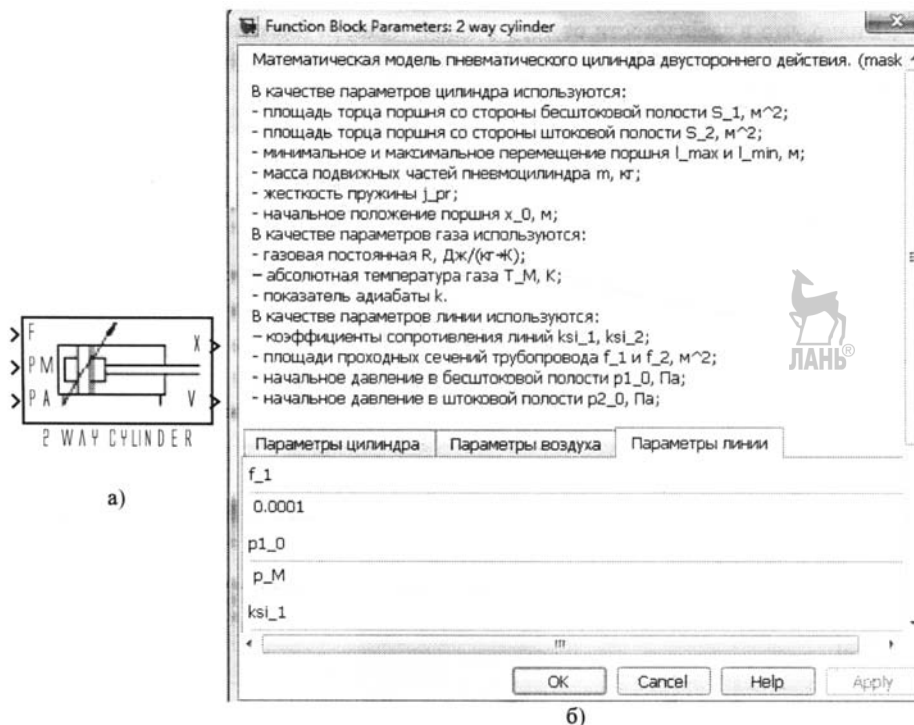 Function Block Parameters: 2 way cylinder
Математическая модель пневматического цилиндра двустороннего действия. (mask
В качестве параметров цилиндра используются:
- площадь торца поршня со стороны бесштоковой полости S_1, м^2;
- площадь торца поршня со стороны штоковой полости S_2, м^2;
- минимальное и максимальное перемещение поршня l_max и l_min, м;
- масса подвижных частей пневмоцилиндра m, кг;
- жесткость пружины j_pr;
- начальное положение поршня x_0, м;
В качестве параметров газа используются:
- газовая постоянная R, Дж/(кг*К);
– абсолютная температура газа T_M, K;
- показатель адиабаты k.
В качестве параметров линии используются:
– коэффициенты сопротивления линий ksi_1, ksi_2;
- площади проходных сечений трубопровода f_1 и f_2, м^2;
- начальное давление в бесштоковой полости p1_0, Па;
- начальное давление в штоковой полости p2_0, Па;
ЛАНЬ®
Параметры цилиндра Параметры воздуха Параметры линии
f_1
0.0001
p1_0
p_M
ksi_1
OK Cancel Help Apply
F
X
PM
PA
V
2 WAY CYLINDER
а)
б)